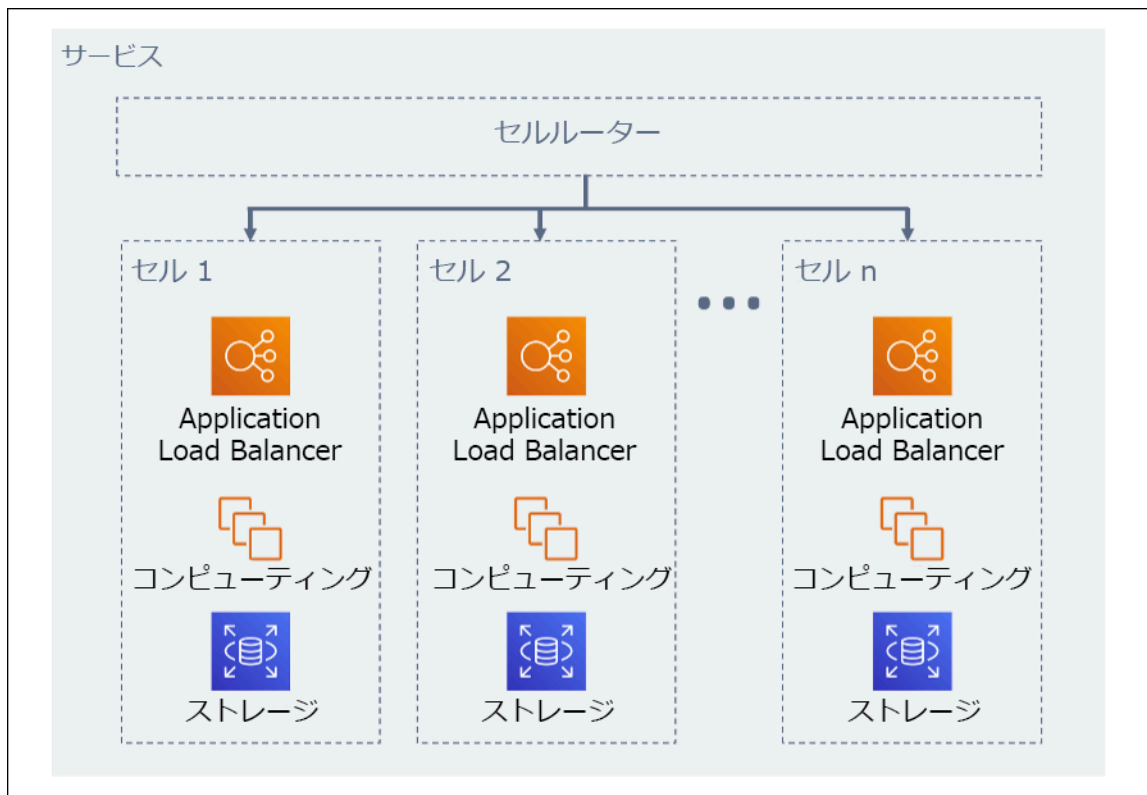 サービス
セルルーター
セル 1
セル 2
セル n
Application
Load Balancer
Application
Load Balancer
Application
Load Balancer
コンピューティング
コンピューティング
コンピューティング
ストレージ
ストレージ
ストレージ